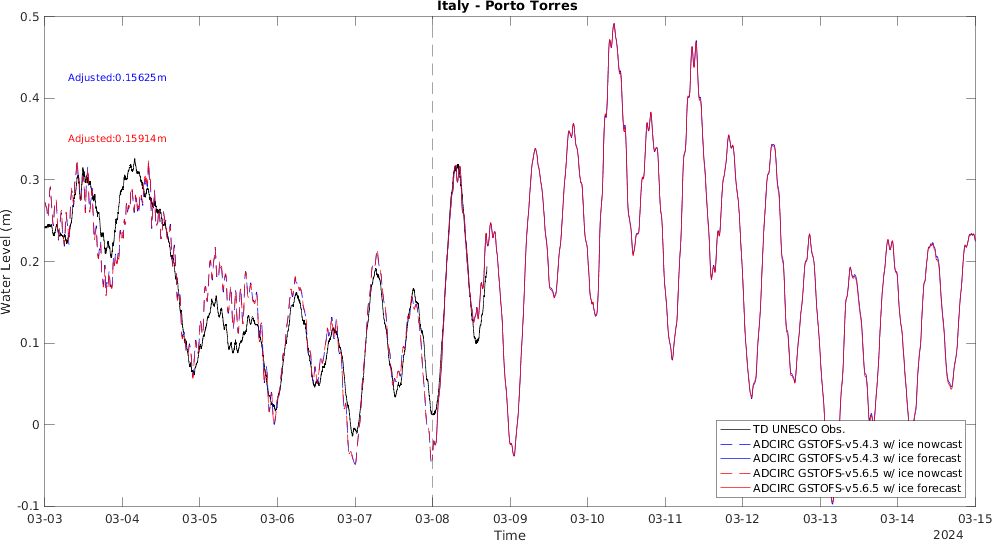 Italy - Porto Torres
0.5
0.4
0.3
0.2
0.1
0
-0.1
Water Level (m)
Adjusted:0.15625m
Adjusted:0.15914m
TD UNESCO Obs.
ADCIRC GSTOFS-v5.4.3 w/ ice nowcast
ADCIRC GSTOFS-v5.4.3 w/ ice forecast
ADCIRC GSTOFS-v5.6.5 w/ ice nowcast
ADCIRC GSTOFS-v5.6.5 w/ ice forecast
03-03 03-04 03-05 03-06 03-07 03-08 03-09 03-10 03-11 03-12 03-13 03-14 03-15
Time
2024